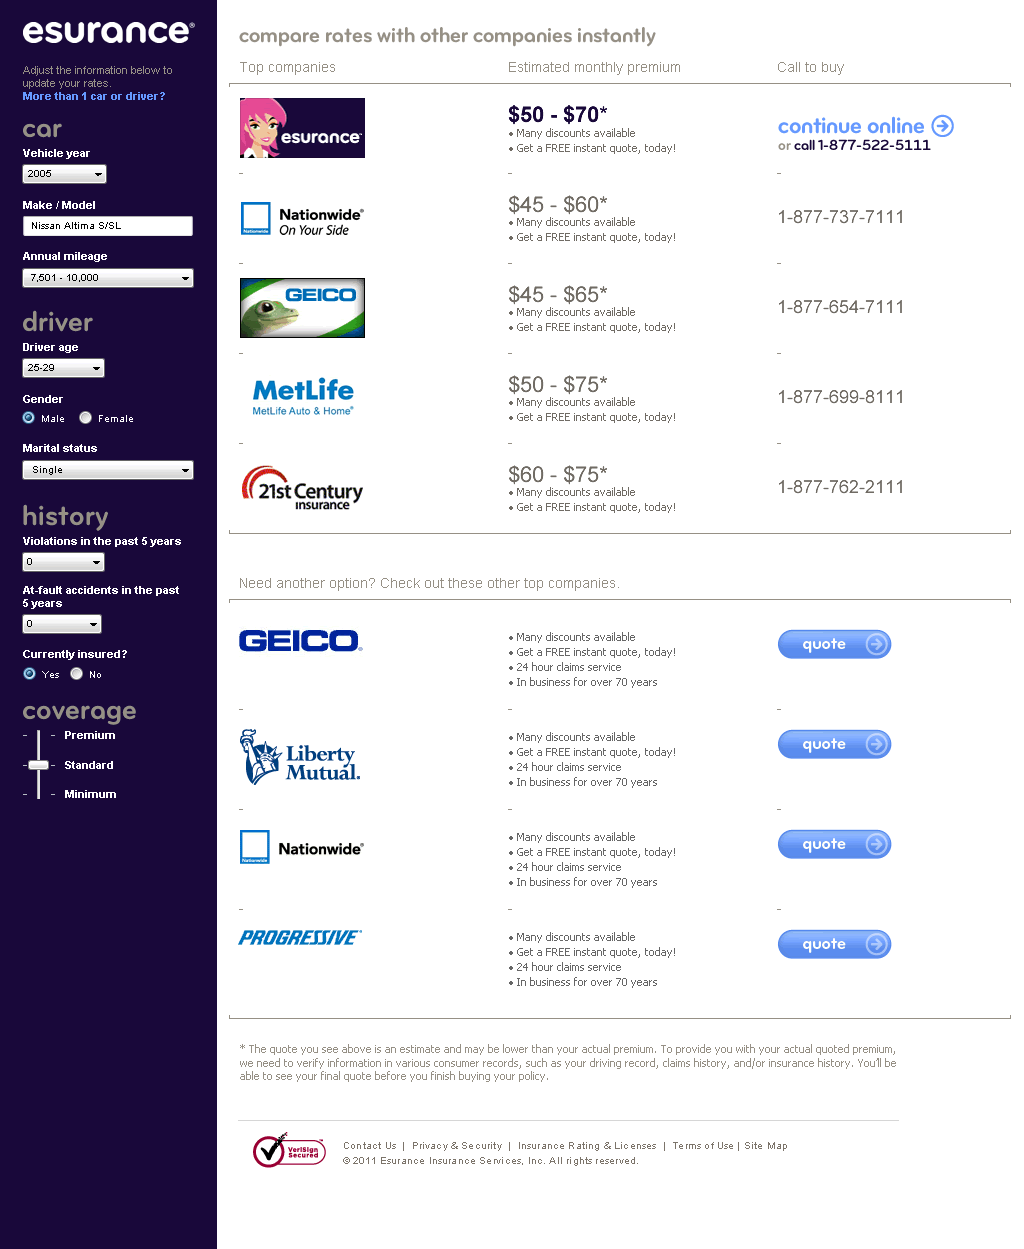 esurance®
Adjust the information below to
update your rates.
More than 1 car or driver?
car
Vehicle year
2005
Make / Model
Nissan Altima S/SL
Annual mileage
7,501 - 10,000
driver
Driver age
25-29
Gender
Male Female
Marital status
Single
history
Violations in the past 5 years
0
At-fault accidents in the past
5 years
0
Currently insured?
Yes No
coverage
- - Premium
- - Standard
- - Minimum
compare rates with other companies instantly
Top companies Estimated monthly premium Call to buy
esurance
$50 - $70*
• Many discounts available
• Get a FREE instant quote, today!
continue online
or call 1-877-522-5111
- - -
Nationwide®
On Your Side
Nationwide
$45 - $60*
• Many discounts available
• Get a FREE instant quote, today!
1-877-737-7111
- - -
GEICO
$45 - $65*
• Many discounts available
• Get a FREE instant quote, today!
1-877-654-7111
- - -
MetLife
MetLife Auto & Home®
$50 - $75*
• Many discounts available
• Get a FREE instant quote, today!
1-877-699-8111
- - -
21st Century
insurance
$60 - $75*
• Many discounts available
• Get a FREE instant quote, today!
1-877-762-2111
Need another option? Check out these other top companies.
GEICO®
• Many discounts available
• Get a FREE instant quote, today!
• 24 hour claims service
• In business for over 70 years
quote
- - -
Liberty
Mutual.
• Many discounts available
• Get a FREE instant quote, today!
• 24 hour claims service
• In business for over 70 years
quote
- - -
Nationwide®
Nationwide
• Many discounts available
• Get a FREE instant quote, today!
• 24 hour claims service
• In business for over 70 years
quote
- - -
PROGRESSIVE
• Many discounts available
• Get a FREE instant quote, today!
• 24 hour claims service
• In business for over 70 years
quote
* The quote you see above is an estimate and may be lower than your actual premium. To provide you with your actual quoted premium,
we need to verify information in various consumer records, such as your driving record, claims history, and/or insurance history. You'll be
able to see your final quote before you finish buying your policy.
VeriSign
Secured
Contact Us | Privacy & Security | Insurance Rating & Licenses | Terms of Use | Site Map
© 2011 Esurance Insurance Services, Inc. All rights reserved.